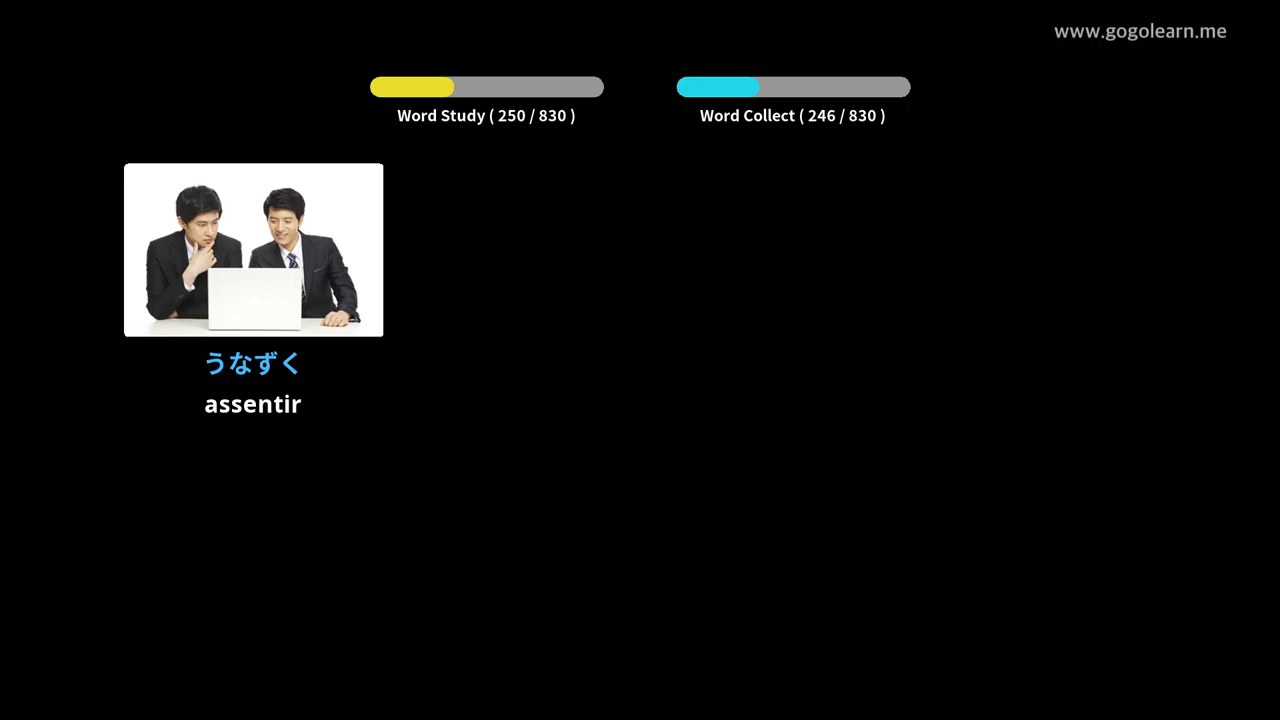 www.gogolearn.me
Word Study ( 250 / 830 )
Word Collect ( 246 / 830 )
うなずく
assentir